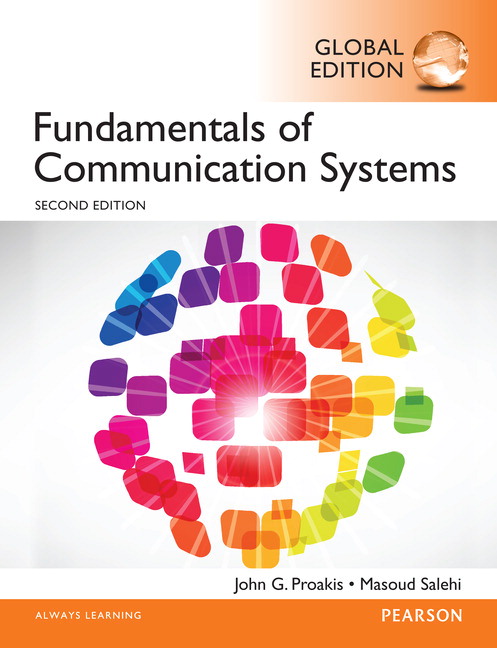 GLOBAL
EDITION
Fundamentals of
Communication Systems
SECOND EDITION
John G. Proakis • Masoud Salehi
ALWAYS LEARNING
PEARSON